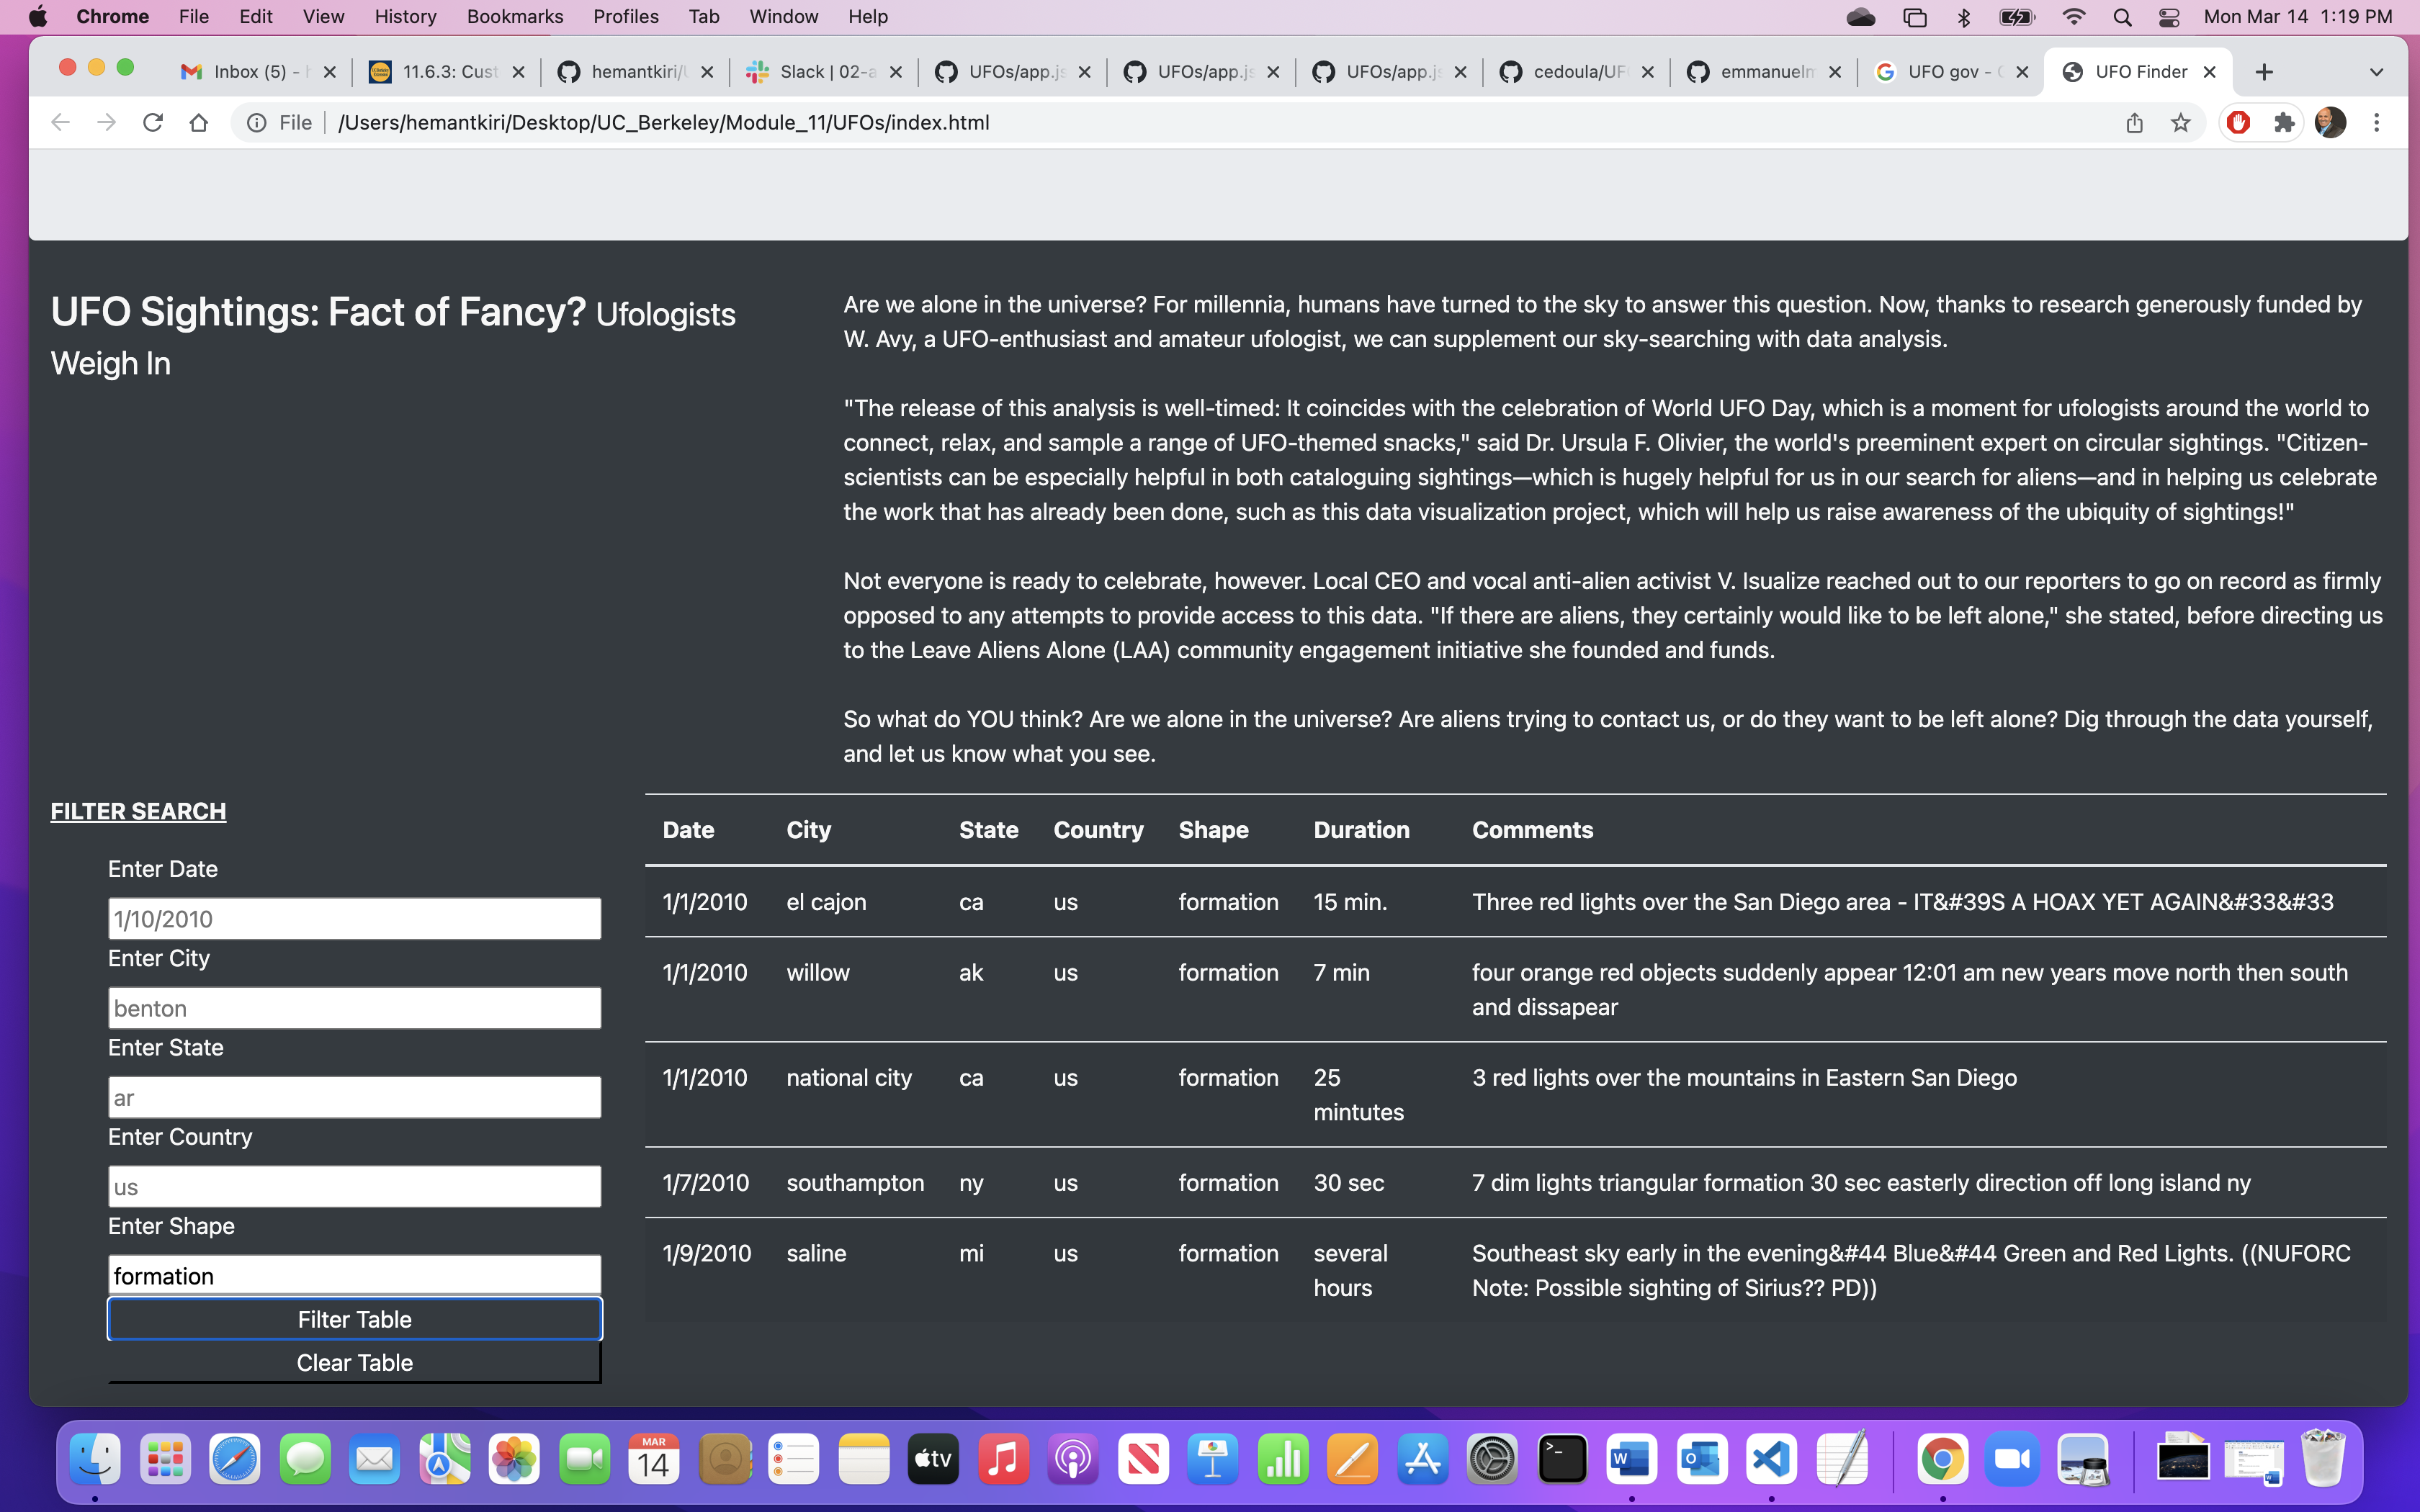 Chrome File Edit View History Bookmarks Profiles Tab Window Help Mon Mar 14 1:19 PM
Inbox (5) - 11.6.3: Cust hemantkiri/ Slack | 02-a UFOs/app.js UFOs/app.js UFOs/app.js cedoula/UF emmanuelm UFO gov - UFO Finder
File /Users/hemantkiri/Desktop/UC_Berkeley/Module_11/UFOs/index.html
UFO Sightings: Fact of Fancy? Ufologists
Weigh In
Are we alone in the universe? For millennia, humans have turned to the sky to answer this question. Now, thanks to research generously funded by
W. Avy, a UFO-enthusiast and amateur ufologist, we can supplement our sky-searching with data analysis.
"The release of this analysis is well-timed: It coincides with the celebration of World UFO Day, which is a moment for ufologists around the world to
connect, relax, and sample a range of UFO-themed snacks," said Dr. Ursula F. Olivier, the world's preeminent expert on circular sightings. "Citizen-
scientists can be especially helpful in both cataloguing sightings—which is hugely helpful for us in our search for aliens—and in helping us celebrate
the work that has already been done, such as this data visualization project, which will help us raise awareness of the ubiquity of sightings!"
Not everyone is ready to celebrate, however. Local CEO and vocal anti-alien activist V. Isualize reached out to our reporters to go on record as firmly
opposed to any attempts to provide access to this data. "If there are aliens, they certainly would like to be left alone," she stated, before directing us
to the Leave Aliens Alone (LAA) community engagement initiative she founded and funds.
So what do YOU think? Are we alone in the universe? Are aliens trying to contact us, or do they want to be left alone? Dig through the data yourself,
and let us know what you see.
FILTER SEARCH
Enter Date
1/10/2010
Enter City
benton
Enter State
ar
Enter Country
us
Enter Shape
formation
Filter Table
Clear Table
Date City State Country Shape Duration Comments
1/1/2010 el cajon ca us formation 15 min. Three red lights over the San Diego area - IT&#39S A HOAX YET AGAIN&#33&#33
1/1/2010 willow ak us formation 7 min four orange red objects suddenly appear 12:01 am new years move north then south
and dissapear
1/1/2010 national city ca us formation 25 3 red lights over the mountains in Eastern San Diego
mintutes
1/7/2010 southampton ny us formation 30 sec 7 dim lights triangular formation 30 sec easterly direction off long island ny
1/9/2010 saline mi us formation several Southeast sky early in the evening&#44 Blue&#44 Green and Red Lights. ((NUFORC
hours Note: Possible sighting of Sirius?? PD))
MAR
14
tv